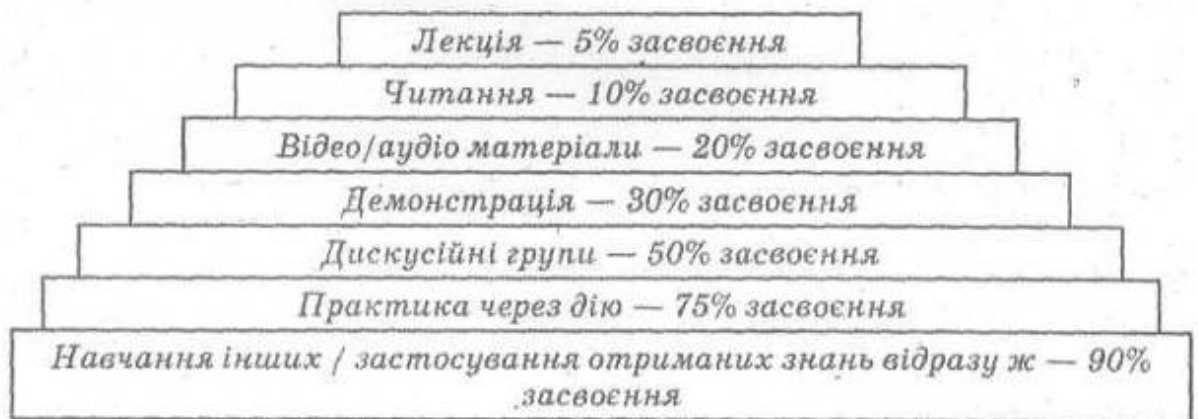 Лекція — 5% засвоєння
Читання — 10% засвоєння
Відео/аудіо матеріали — 20% засвоєння
Демонстрація — 30% засвоєння
Дискусійні групи — 50% засвоєння
Практика через дію — 75% засвоєння
Навчання інших / застосування отриманих знань відразу ж — 90%
засвоєння